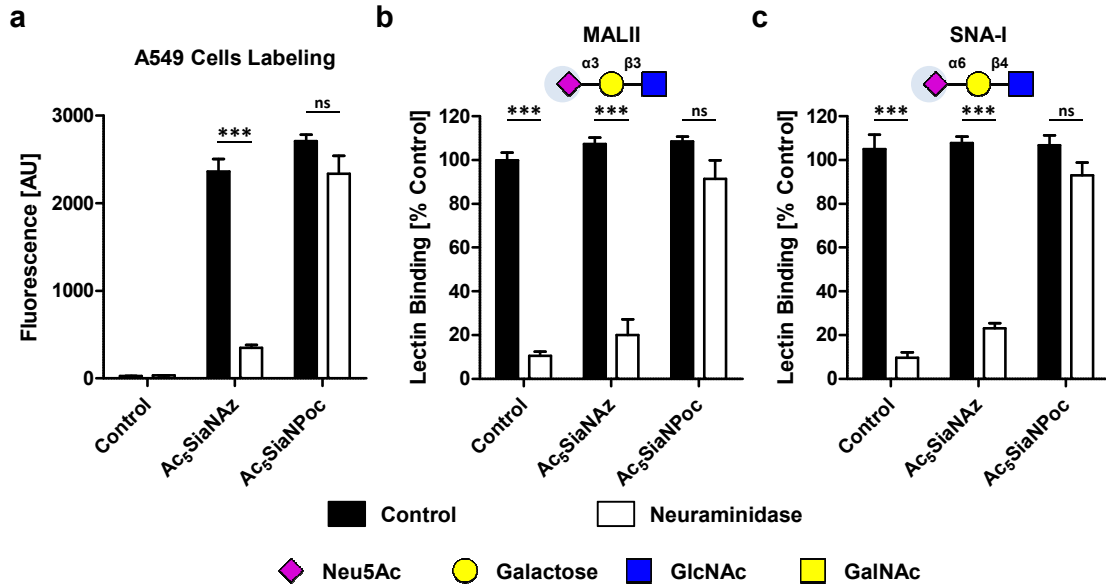 a
A549 Cells Labeling
Fluorescence [AU]
3000
2000
1000
0
***
ns
Control
Ac₅SiaNAz
Ac₅SiaNPoc
b
MALII
α3
β3
Lectin Binding [% Control]
120
100
80
60
40
20
0
***
***
ns
Control
Ac₅SiaNAz
Ac₅SiaNPoc
c
SNA-I
α6
β4
Lectin Binding [% Control]
120
100
80
60
40
20
0
***
***
ns
Control
Ac₅SiaNAz
Ac₅SiaNPoc
Control
Neuraminidase
Neu5Ac
Galactose
GlcNAc
GalNAc